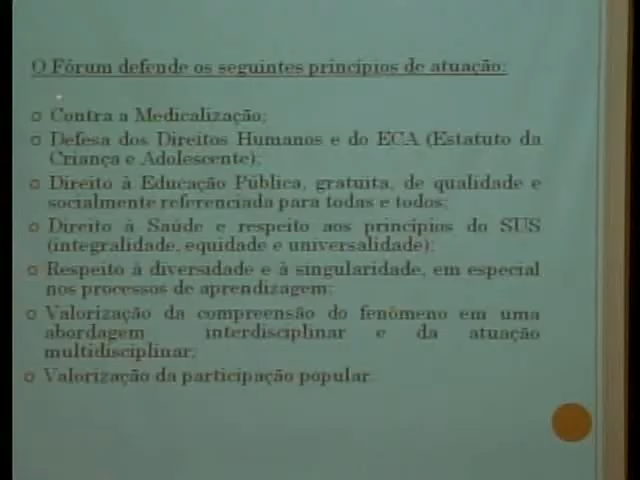 O Fórum defende os seguintes princípios de atuação:
Contra a Medicalização;
Defesa dos Direitos Humanos e do ECA (Estatuto da
Criança e Adolescente);
Direito à Educação Pública, gratuita, de qualidade e
socialmente referenciada para todas e todos;
Direito à Saúde e respeito aos princípios do SUS
(integralidade, equidade e universalidade);
Respeito à diversidade e à singularidade, em especial
nos processos de aprendizagem;
Valorização da compreensão do fenômeno em uma
abordagem interdisciplinar e da atuação
multidisciplinar;
Valorização da participação popular.